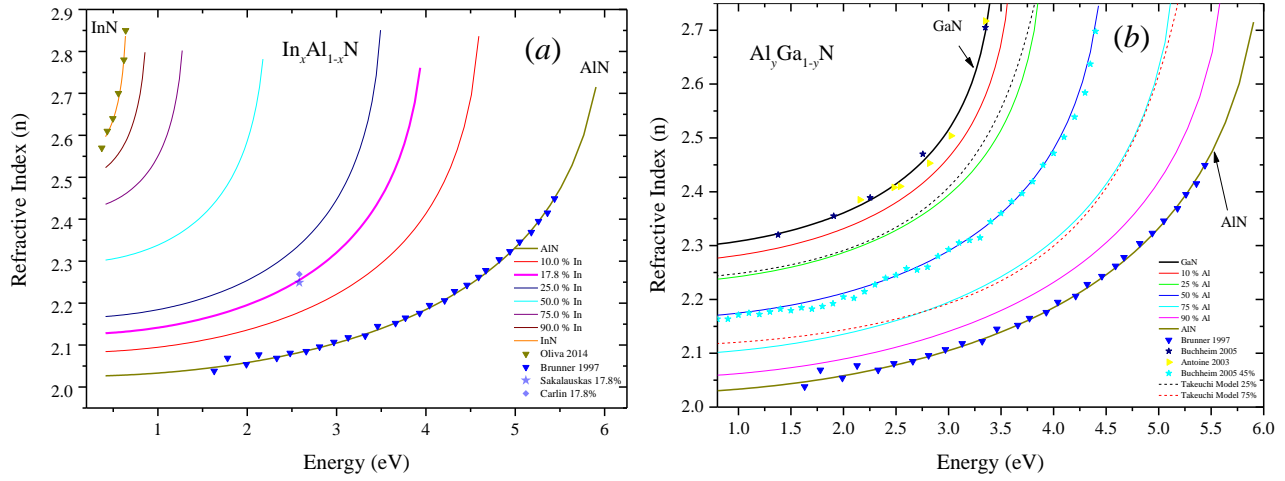 InN
In_xAl_{1-x}N
(a)
AlN
2.9
2.8
2.7
2.6
2.5
2.4
2.3
2.2
2.1
2.0
Refractive Index (n)
AlN
10.0 % In
17.8 % In
25.0 % In
50.0 % In
75.0 % In
90.0 % In
InN
Oliva 2014
Brunner 1997
Sakalauskas 17.8%
Carlin 17.8%
1 2 3 4 5 6
Energy (eV)
GaN
Al_yGa_{1-y}N
(b)
AlN
2.7
2.6
2.5
2.4
2.3
2.2
2.1
2.0
Refractive Index (n)
GaN
10 % Al
25 % Al
50 % Al
75 % Al
90 % Al
AlN
Brunner 1997
Buchheim 2005
Antoine 2003
Buchheim 2005 45%
Takeuchi Model 25%
Takeuchi Model 75%
1.0 1.5 2.0 2.5 3.0 3.5 4.0 4.5 5.0 5.5 6.0
Energy (eV)